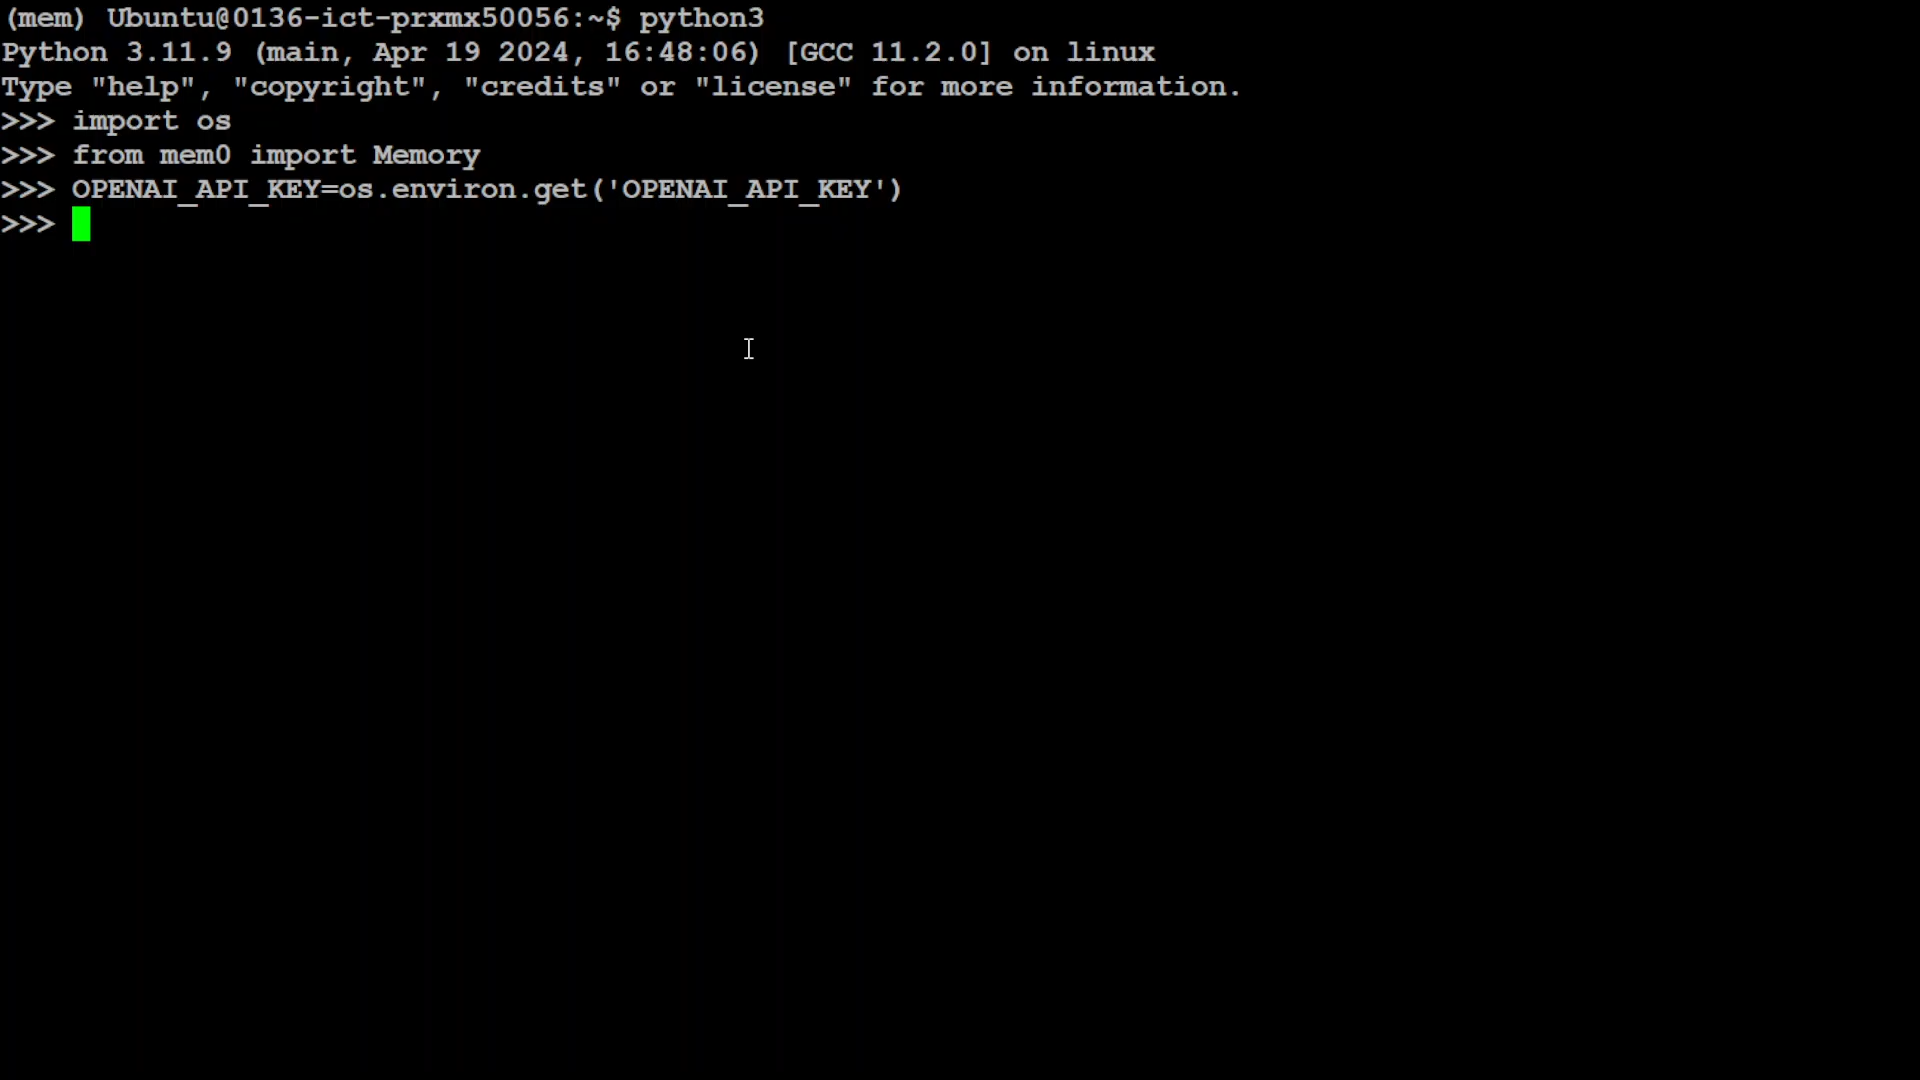 (mem) Ubuntu@0136-ict-prxmx50056:~$ python3
Python 3.11.9 (main, Apr 19 2024, 16:48:06) [GCC 11.2.0] on linux
Type "help", "copyright", "credits" or "license" for more information.
>>> import os
>>> from mem0 import Memory
>>> OPENAI_API_KEY=os.environ.get('OPENAI_API_KEY')
>>>